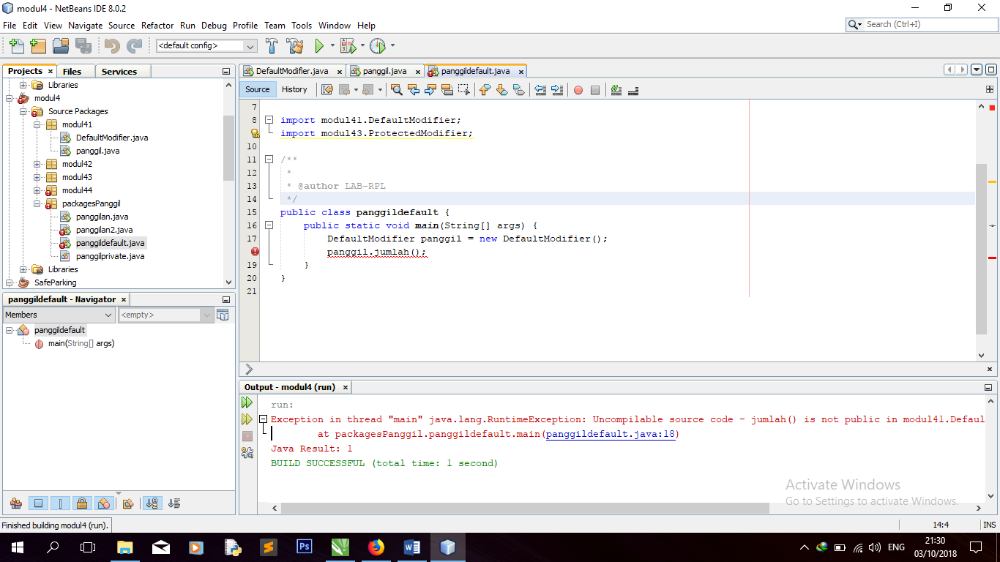 modul4 - NetBeans IDE 8.0.2
File Edit View Navigate Source Refactor Run Debug Profile Team Tools Window Help
Search (Ctrl+I)
<default config>
Projects Files Services
Libraries
modul4
Source Packages
modul41
DefaultModifier.java
panggil.java
modul42
modul43
modul44
packagesPanggil
panggilan.java
panggilan2.java
panggildefault.java
panggilprivate.java
Libraries
SafeParking
panggildefault - Navigator
Members <empty>
panggildefault
main(String[] args)
DefaultModifier.java panggil.java panggildefault.java
Source History
7
8 import modul41.DefaultModifier;
import modul43.ProtectedModifier;
10
11 /**
12 *
13 * @author LAB-RPL
14 */
15 public class panggildefault {
16 public static void main(String[] args) {
17 DefaultModifier panggil = new DefaultModifier();
panggil.jumlah();
19 }
20 }
21
Output - modul4 (run)
run:
Exception in thread "main" java.lang.RuntimeException: Uncompilable source code - jumlah() is not public in modul41.Defaul
at packagesPanggil.panggildefault.main(panggildefault.java:18)
Java Result: 1
BUILD SUCCESSFUL (total time: 1 second)
Activate Windows
Go to Settings to activate Windows.
Finished building modul4 (run).
14:4 INS
Ps
ENG
21:30
03/10/2018